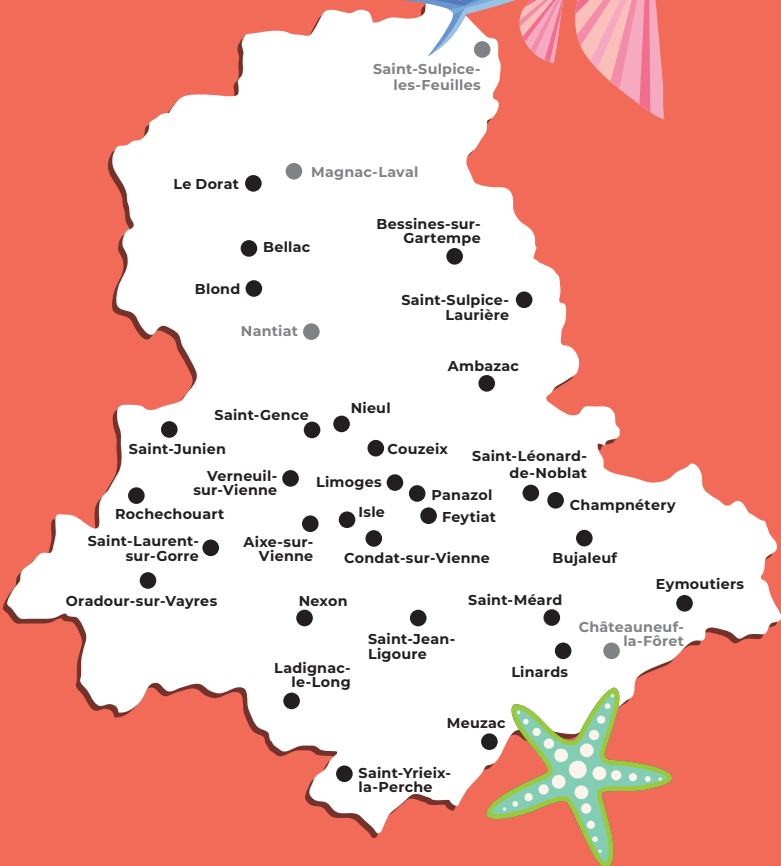 Saint-Sulpice-
les-Feuilles
Magnac-Laval
Le Dorat
Bessines-sur-
Gartempe
Bellac
Blond
Saint-Sulpice-
Laurière
Nantiat
Ambazac
Nieul
Saint-Gence
Saint-Junien
Couzeix
Saint-Léonard-
de-Noblat
Verneuil-
sur-Vienne
Limoges
Panazol
Champnétery
Rochechouart
Isle
Feytiat
Saint-Laurent-
sur-Gorre
Aixe-sur-
Vienne
Condat-sur-Vienne
Bujaleuf
Eymoutiers
Oradour-sur-Vayres
Nexon
Saint-Méard
Châteauneuf-
la-Fôret
Saint-Jean-
Ligoure
Linards
Ladignac-
le-Long
Meuzac
Saint-Yrieix-
la-Perche